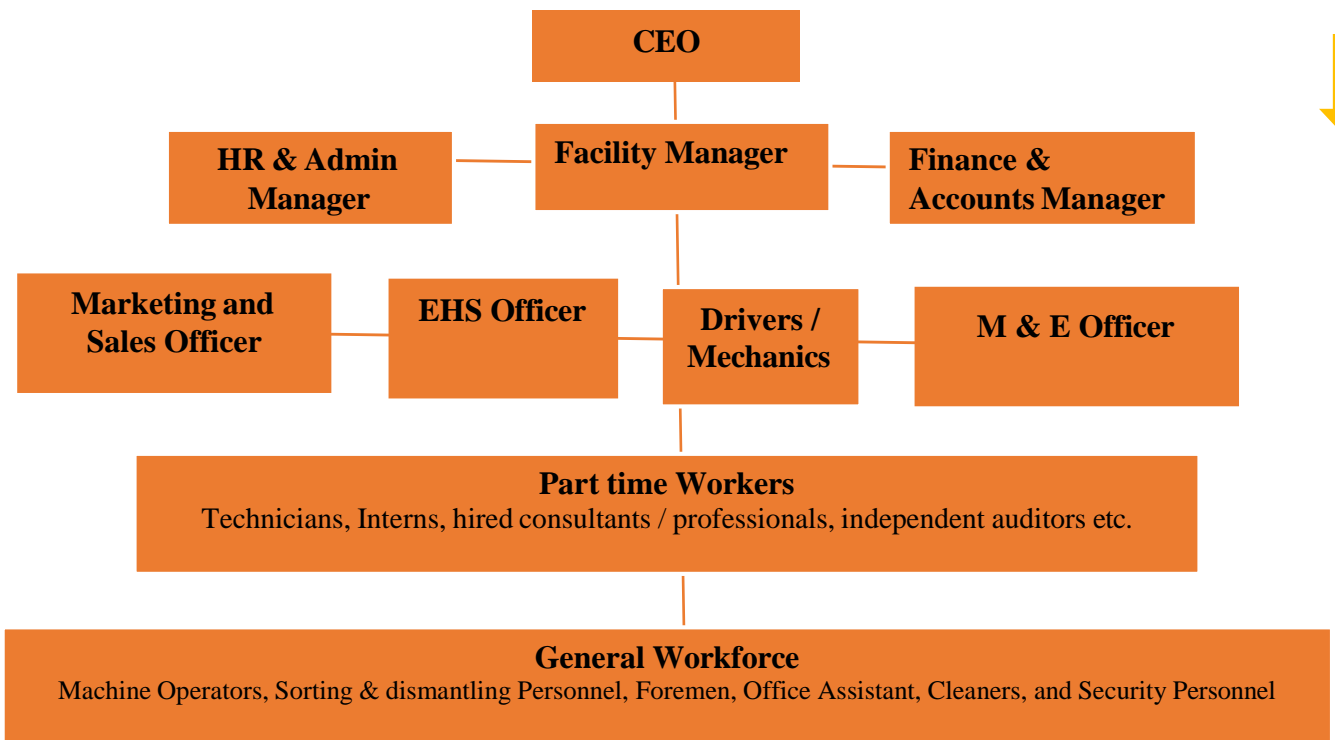 CEO
HR & Admin
Manager
Facility Manager
Finance &
Accounts Manager
Marketing and
Sales Officer
EHS Officer
Drivers /
Mechanics
M & E Officer
Part time Workers
Technicians, Interns, hired consultants / professionals, independent auditors etc.
General Workforce
Machine Operators, Sorting & dismantling Personnel, Foremen, Office Assistant, Cleaners, and Security Personnel